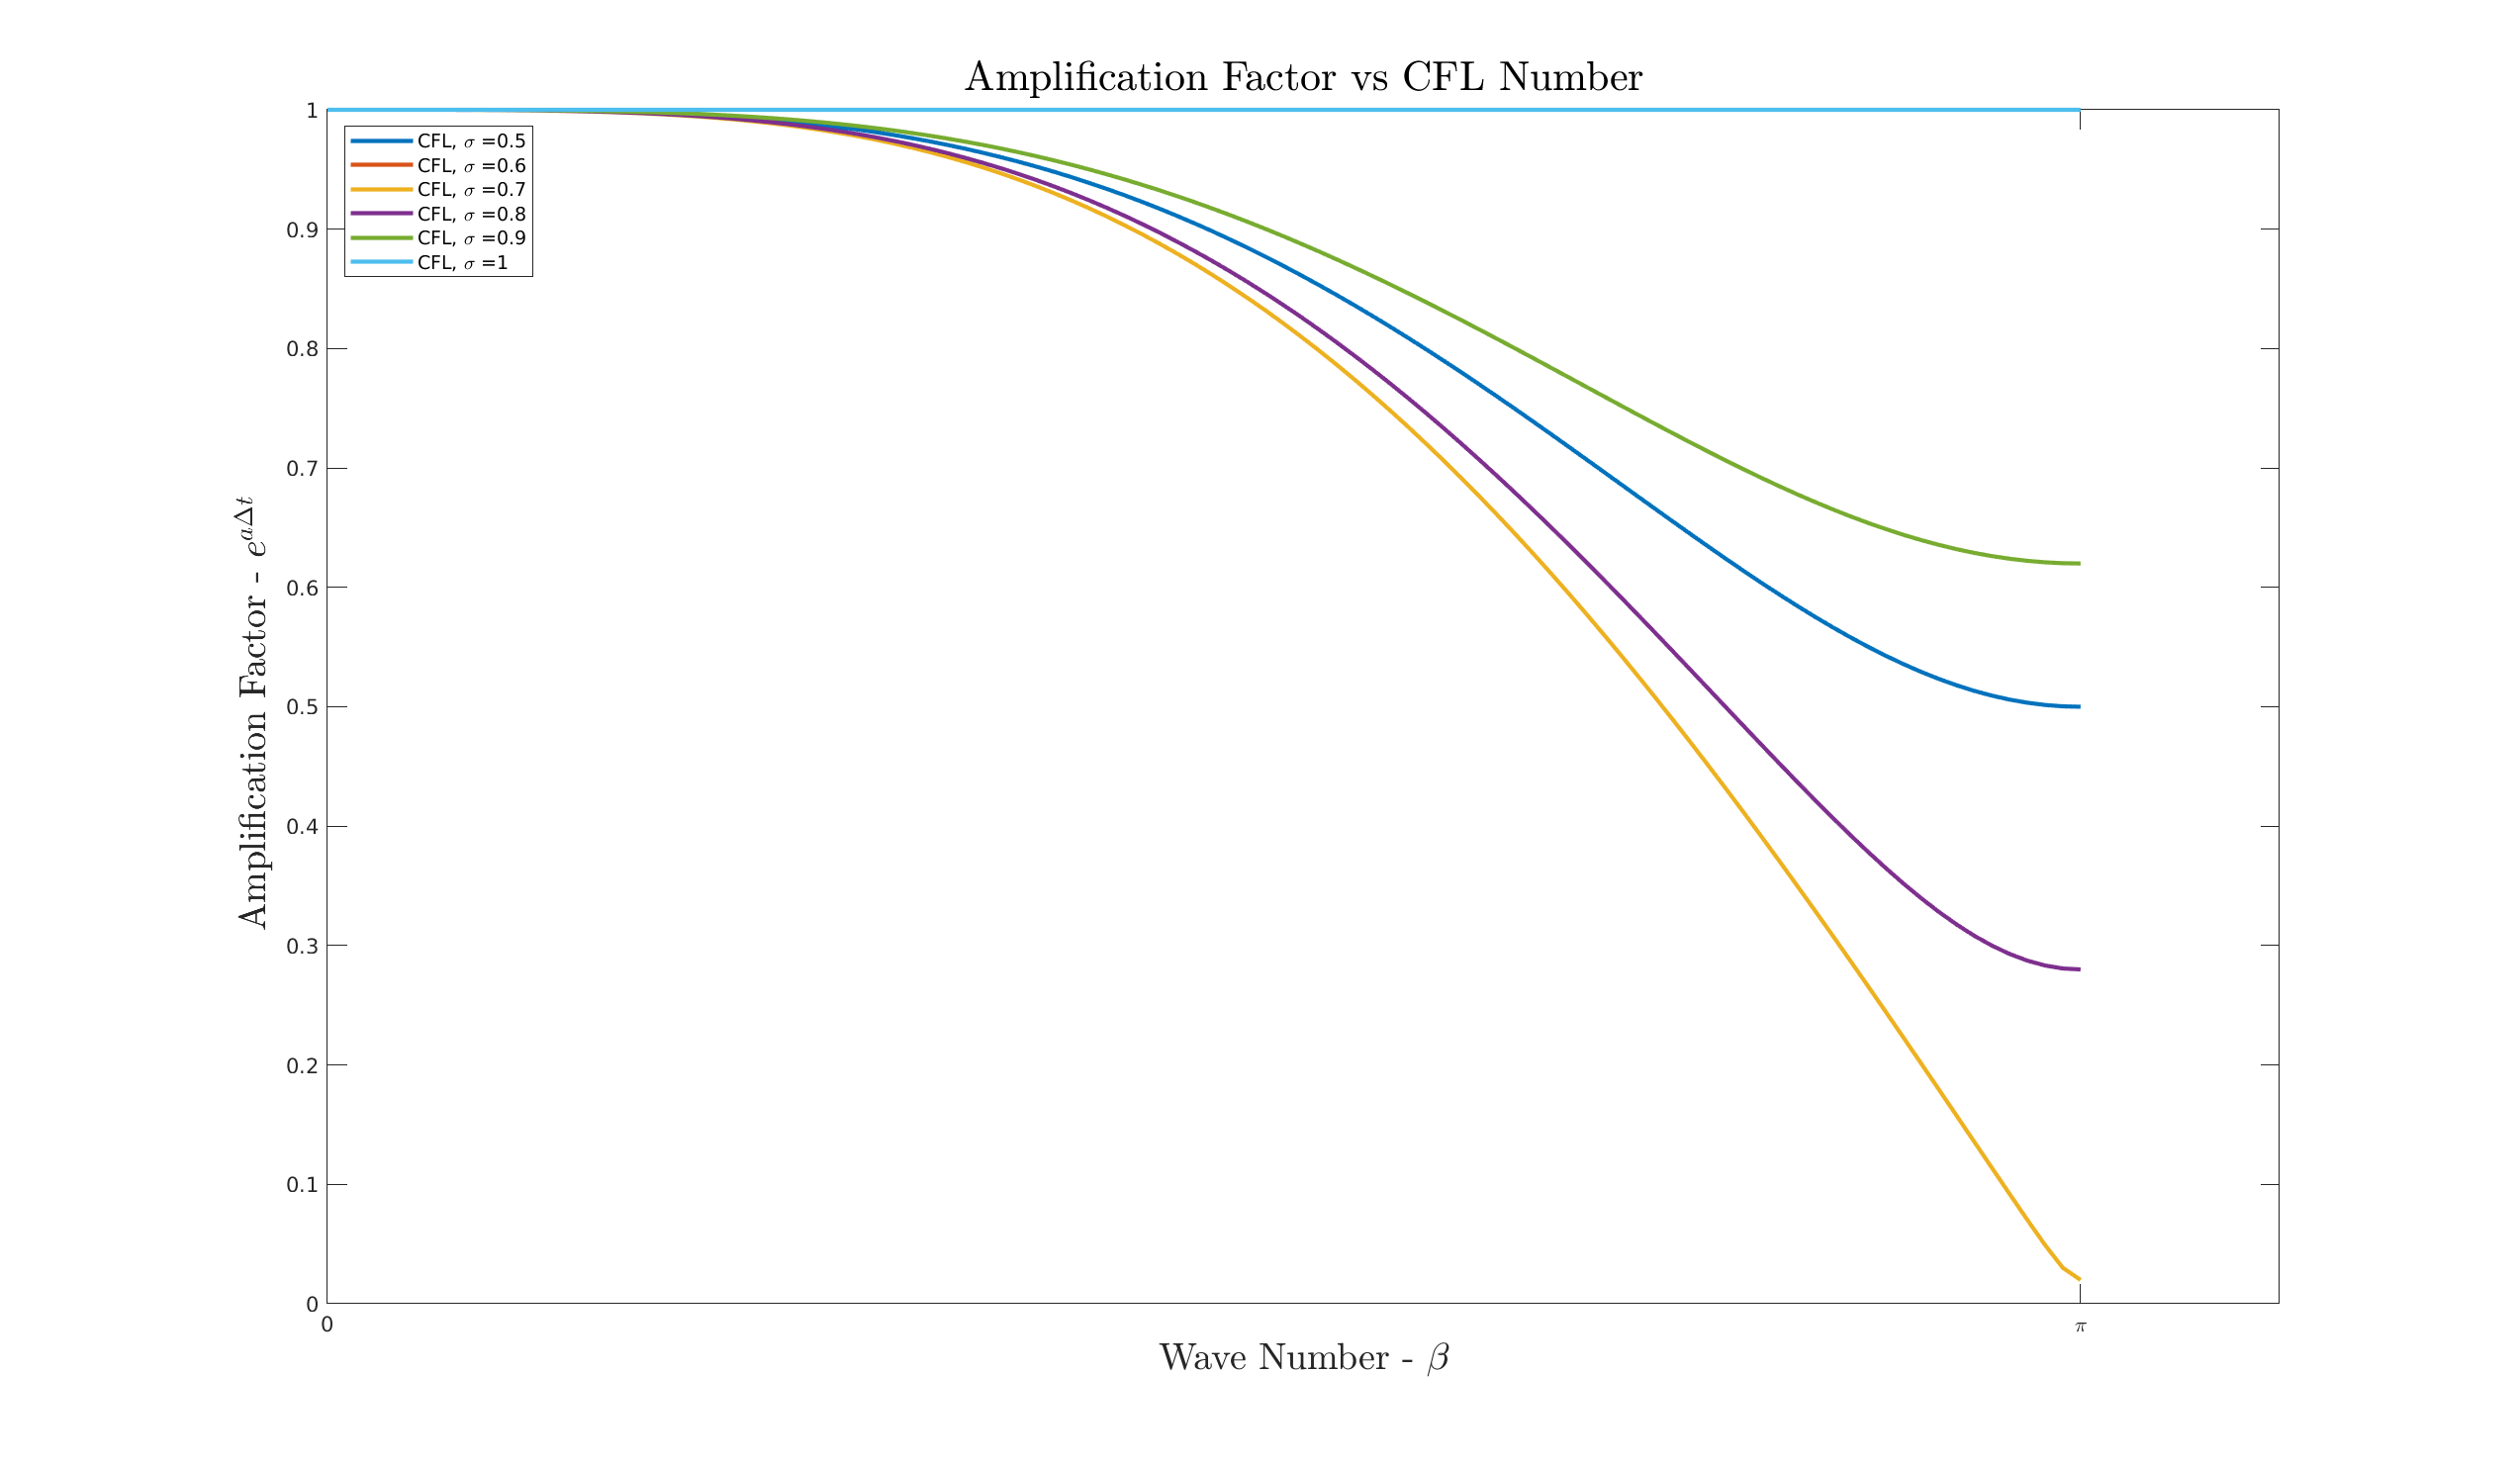 Amplification Factor vs CFL Number
1
0.9
0.8
0.7
0.6
0.5
0.4
0.3
0.2
0.1
0
CFL, σ =0.5
CFL, σ =0.6
CFL, σ =0.7
CFL, σ =0.8
CFL, σ =0.9
CFL, σ =1
Amplification Factor - e^{aΔt}
0
π
Wave Number - β